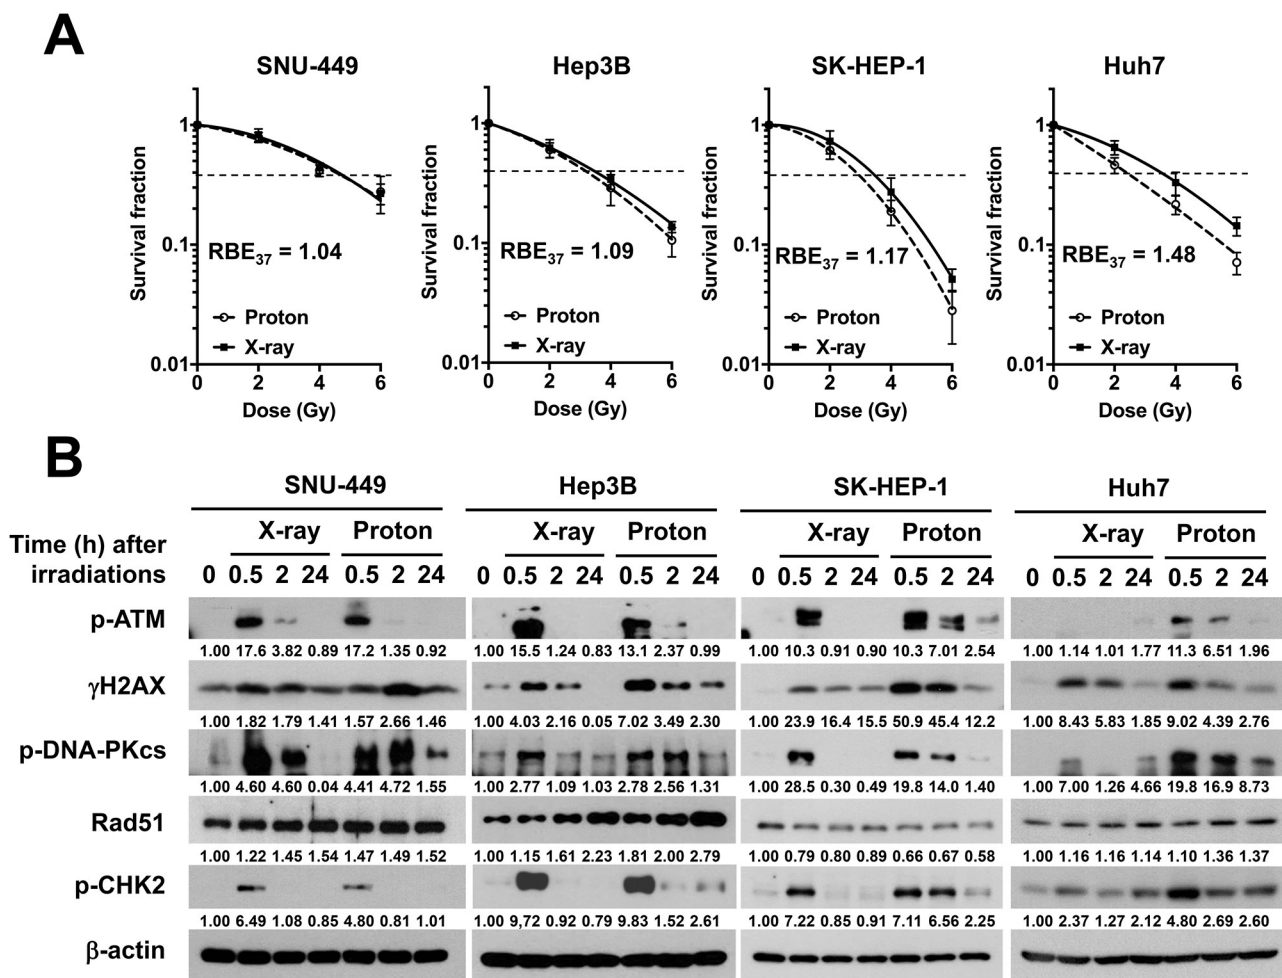 A
SNU-449 Hep3B SK-HEP-1 Huh7
Survival fraction
1
0.1
0.01
RBE37 = 1.04
Proton
X-ray
0 2 4 6
Dose (Gy)
Survival fraction
1
0.1
0.01
RBE37 = 1.09
Proton
X-ray
0 2 4 6
Dose (Gy)
Survival fraction
1
0.1
0.01
RBE37 = 1.17
Proton
X-ray
0 2 4 6
Dose (Gy)
Survival fraction
1
0.1
0.01
RBE37 = 1.48
Proton
X-ray
0 2 4 6
Dose (Gy)
B
SNU-449 Hep3B SK-HEP-1 Huh7
X-ray Proton X-ray Proton X-ray Proton X-ray Proton
Time (h) after
irradiations 0 0.5 2 24 0.5 2 24 0 0.5 2 24 0.5 2 24 0 0.5 2 24 0.5 2 24 0 0.5 2 24 0.5 2 24
p-ATM
1.00 17.6 3.82 0.89 17.2 1.35 0.92 1.00 15.5 1.24 0.83 13.1 2.37 0.99 1.00 10.3 0.91 0.90 10.3 7.01 2.54 1.00 1.14 1.01 1.77 11.3 6.51 1.96
γH2AX
1.00 1.82 1.79 1.41 1.57 2.66 1.46 1.00 4.03 2.16 0.05 7.02 3.49 2.30 1.00 23.9 16.4 15.5 50.9 45.4 12.2 1.00 8.43 5.83 1.85 9.02 4.39 2.76
p-DNA-PKcs
1.00 4.60 4.60 0.04 4.41 4.72 1.55 1.00 2.77 1.09 1.03 2.78 2.56 1.31 1.00 28.5 0.30 0.49 19.8 14.0 1.40 1.00 7.00 1.26 4.66 19.8 16.9 8.73
Rad51
1.00 1.22 1.45 1.54 1.47 1.49 1.52 1.00 1.15 1.61 2.23 1.81 2.00 2.79 1.00 0.79 0.80 0.89 0.66 0.67 0.58 1.00 1.16 1.16 1.14 1.10 1.36 1.37
p-CHK2
1.00 6.49 1.08 0.85 4.80 0.81 1.01 1.00 9,72 0.92 0.79 9.83 1.52 2.61 1.00 7.22 0.85 0.91 7.11 6.56 2.25 1.00 2.37 1.27 2.12 4.80 2.69 2.60
β-actin